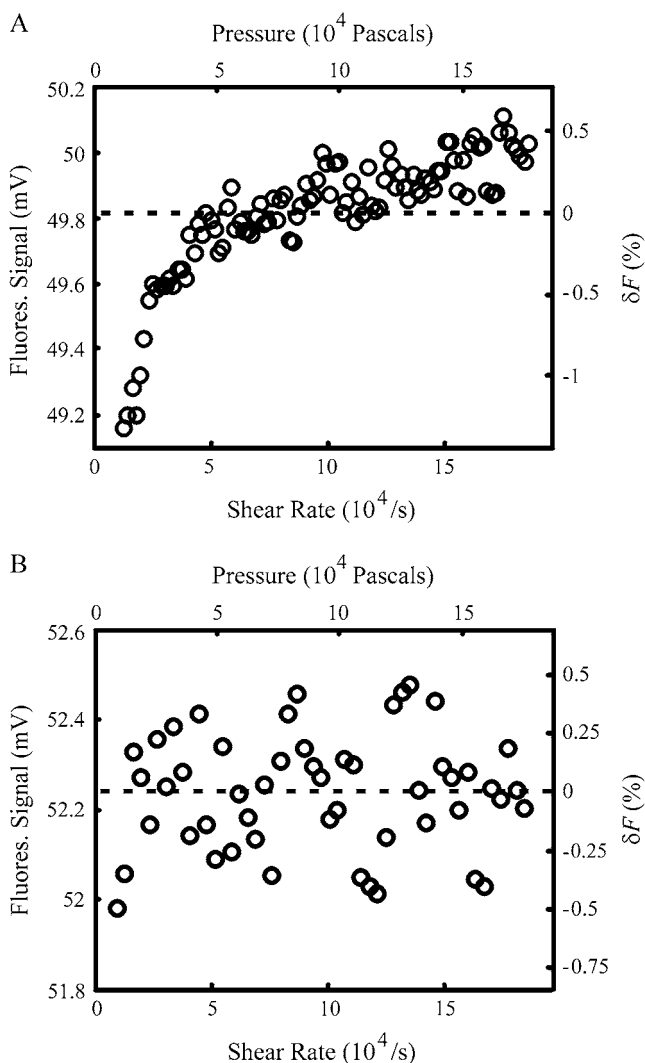 A
Pressure (10^4 Pascals)
0 5 10 15
50.2
50
49.8
49.6
49.4
49.2
Fluores. Signal (mV)
0.5
0
-0.5
-1
δF (%)
0 5 10 15
Shear Rate (10^4/s)
B
Pressure (10^4 Pascals)
0 5 10 15
52.6
52.4
52.2
52
51.8
Fluores. Signal (mV)
0.5
0.25
0
-0.25
-0.5
-0.75
δF (%)
0 5 10 15
Shear Rate (10^4/s)